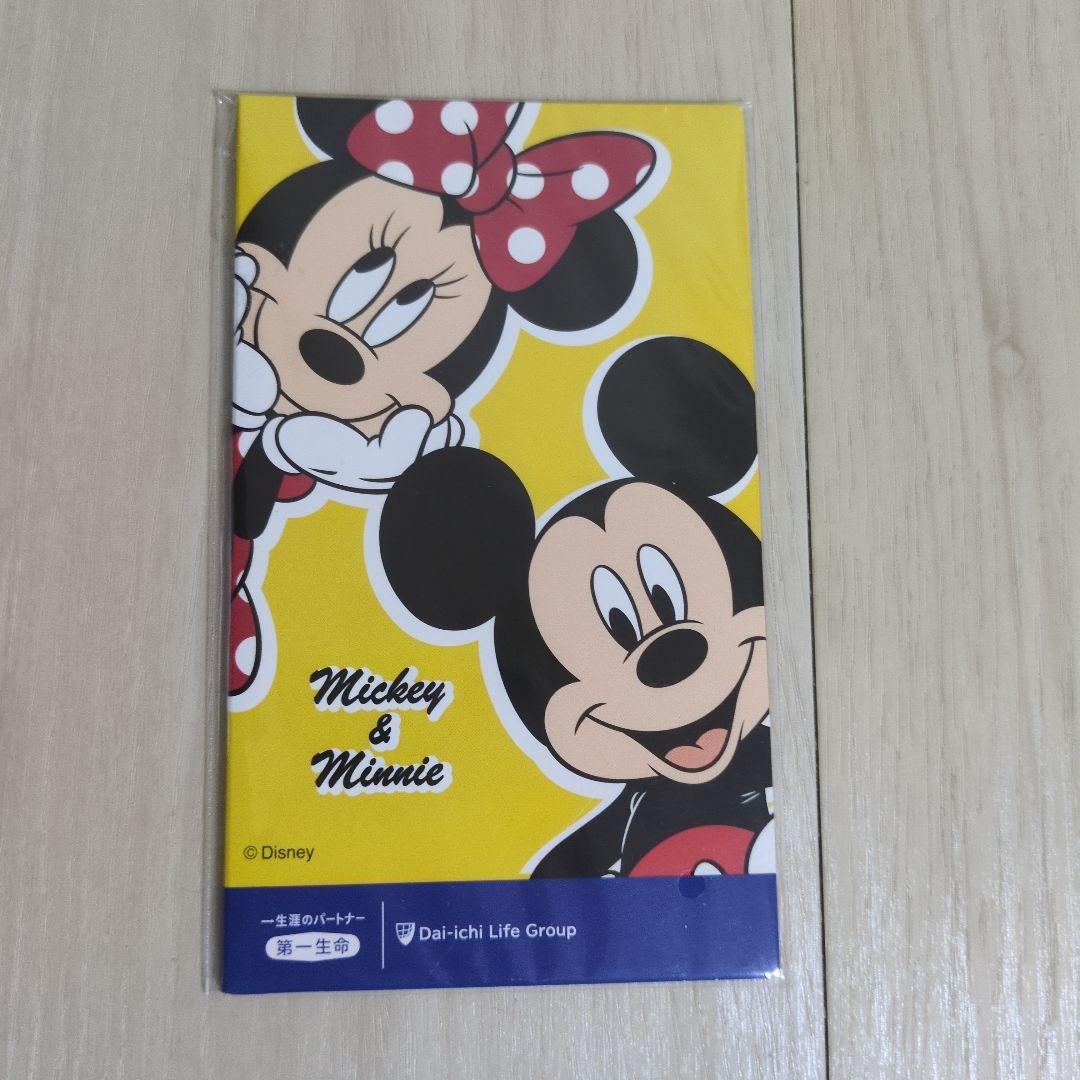 Mickey
&
Minnie
© Disney
一生涯のパートナー
第一生命
Dai-ichi Life Group